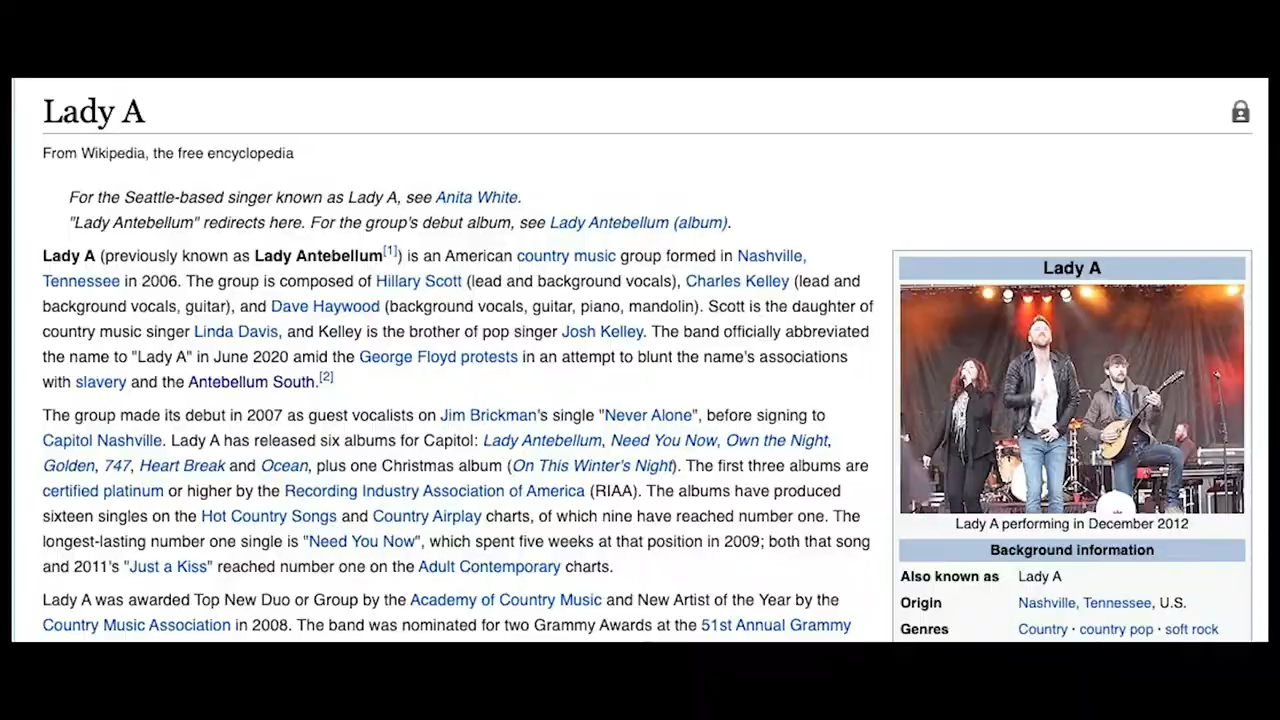 Lady A
From Wikipedia, the free encyclopedia
For the Seattle-based singer known as Lady A, see Anita White.
"Lady Antebellum" redirects here. For the group's debut album, see Lady Antebellum (album).
Lady A (previously known as Lady Antebellum[1]) is an American country music group formed in Nashville,
Tennessee in 2006. The group is composed of Hillary Scott (lead and background vocals), Charles Kelley (lead and
background vocals, guitar), and Dave Haywood (background vocals, guitar, piano, mandolin). Scott is the daughter of
country music singer Linda Davis, and Kelley is the brother of pop singer Josh Kelley. The band officially abbreviated
the name to "Lady A" in June 2020 amid the George Floyd protests in an attempt to blunt the name's associations
with slavery and the Antebellum South.[2]
The group made its debut in 2007 as guest vocalists on Jim Brickman's single "Never Alone", before signing to
Capitol Nashville. Lady A has released six albums for Capitol: Lady Antebellum, Need You Now, Own the Night,
Golden, 747, Heart Break and Ocean, plus one Christmas album (On This Winter's Night). The first three albums are
certified platinum or higher by the Recording Industry Association of America (RIAA). The albums have produced
sixteen singles on the Hot Country Songs and Country Airplay charts, of which nine have reached number one. The
longest-lasting number one single is "Need You Now", which spent five weeks at that position in 2009; both that song
and 2011's "Just a Kiss" reached number one on the Adult Contemporary charts.
Lady A was awarded Top New Duo or Group by the Academy of Country Music and New Artist of the Year by the
Country Music Association in 2008. The band was nominated for two Grammy Awards at the 51st Annual Grammy
Lady A
Lady A performing in December 2012
Background information
Also known as Lady A
Origin Nashville, Tennessee, U.S.
Genres Country · country pop · soft rock